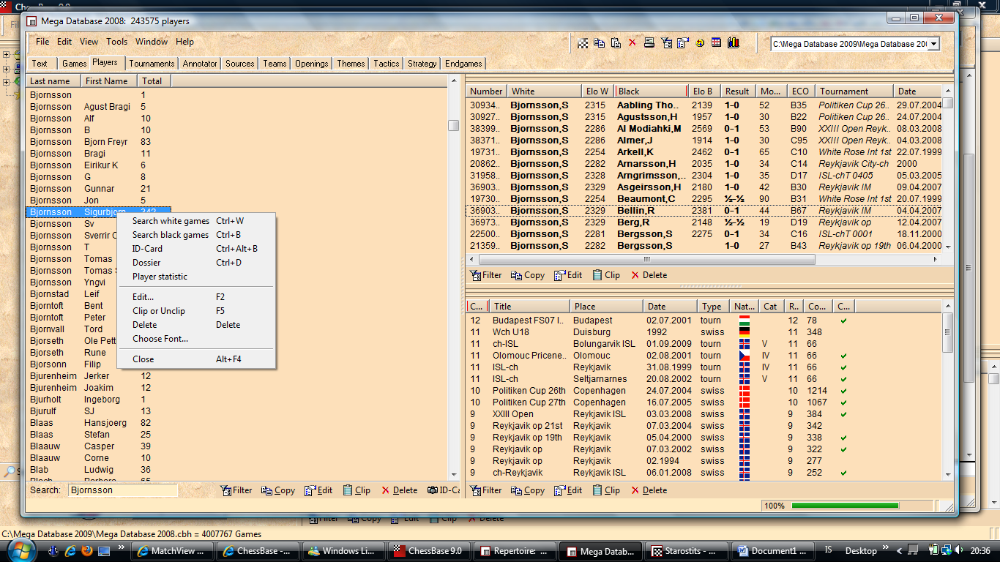 Mega Database 2008: 243575 players
File Edit View Tools Window Help
C:\Mega Database 2009\Mega Database 200
Text Games Players Tournaments Annotator Sources Teams Openings Themes Tactics Strategy Endgames
Last name First Name Total
Bjornsson 1
Bjornsson Agust Bragi 5
Bjornsson Alf 10
Bjornsson B 10
Bjornsson Bjorn Freyr 83
Bjornsson Bragi 11
Bjornsson Eirikur K 6
Bjornsson G 8
Bjornsson Gunnar 21
Bjornsson Jon 5
Bjornsson Sigurbjorn 342
Bjornsson Sv
Bjornsson Sverrir
Bjornsson T
Bjornsson Tomas
Bjornsson Tomas
Bjornsson Yngvi
Bjornstad Leif
Bjorntoft Bent
Bjorntoft Peter
Bjornvall Tord
Bjorseth Ole Pett
Bjorseth Rune
Bjorsonn Filip
Bjurenheim Jerker 12
Bjurenheim Joakim 12
Bjurholt Ingeborg 1
Bjurulf SJ 13
Blaas Hansjoerg 82
Blaas Stefan 25
Blaauw Casper 39
Blaauw Corne 10
Blab Ludwig 36
Search white games Ctrl+W
Search black games Ctrl+B
ID-Card Ctrl+Alt+B
Dossier Ctrl+D
Player statistic
Edit... F2
Clip or Unclip F5
Delete Delete
Choose Font...
Close Alt+F4
Search: Bjornsson Filter Copy Edit Clip Delete ID-Ca
Number White Elo W Black Elo B Result Mo... ECO Tournament Date
30934.. Bjornsson,S 2315 Aabling Tho.. 2139 1-0 52 B35 Politiken Cup 26.. 29.07.2004
30927.. Bjornsson,S 2315 Agustsson,H 1957 1-0 30 B22 Politiken Cup 26.. 24.07.2004
38399.. Bjornsson,S 2286 Al Modiahki,M 2569 0-1 53 B90 XXIII Open Reyk.. 08.03.2008
38371.. Bjornsson,S 2286 Almer,J 1914 1-0 30 C95 XXIII Open Reyk.. 04.03.2008
19731.. Bjornsson,S 2254 Arkell,K 2462 0-1 65 C10 White Rose Int 1st 22.07.1999
20862.. Bjornsson,S 2282 Arnarsson,H 2035 1-0 34 C14 Reykjavik City-ch 2000
31958.. Bjornsson,S 2328 Arngrimsson,.. 2304 1-0 35 D17 ISL-chT 0405 05.03.2005
36903.. Bjornsson,S 2329 Asgeirsson,H 2180 1-0 42 B30 Reykjavik IM 09.04.2007
19730.. Bjornsson,S 2254 Beaumont,C 2295 ½-½ 90 B31 White Rose Int 1st 20.07.1999
36903.. Bjornsson,S 2329 Bellin,R 2381 0-1 44 B67 Reykjavik IM 04.04.2007
36973.. Bjornsson,S 2329 Berg,R 2148 ½-½ 19 D19 Reykjavik op 12.04.2007
22500.. Bjornsson,S 2281 Bergsson,S 2275 0-1 34 C16 ISL-chT 0001 18.11.2000
21359.. Bjornsson,S 2282 Bergsson,S 1-0 27 B43 Reykjavik op 19th 06.04.2000
Filter Copy Edit Clip Delete
C... Title Place Date Type Nat... Cat R.. Co... C...
12 Budapest FS07 I.. Budapest 02.07.2001 tourn 12 78
11 Wch U18 Duisburg 1992 swiss 11 348
11 ch-ISL Bolungarvik ISL 01.09.2009 tourn V 11 66
11 Olomouc Pricene.. Olomouc 02.08.2001 tourn IV 11 66
11 ISL-ch Reykjavik 31.08.1999 tourn IV 11 66
11 ISL-ch Seltjarnarnes 20.08.2002 tourn V 11 66
10 Politiken Cup 26th Copenhagen 24.07.2004 swiss 10 1214
10 Politiken Cup 27th Copenhagen 16.07.2005 swiss 10 1067
9 XXIII Open Reykjavik ISL 03.03.2008 swiss 9 384
9 Reykjavik op 21st Reykjavik 07.03.2004 swiss 9 342
9 Reykjavik op 19th Reykjavik 05.04.2000 swiss 9 338
9 Reykjavik op Reykjavik 07.03.2002 swiss 9 322
9 Reykjavik op Reykjavik 02.1994 swiss 9 277
9 ch-Reykjavik Reykjavik ISL 06.01.2008 swiss 9 252
Filter Copy Edit Clip Delete
100%
C:\Mega Database 2009\Mega Database 2008.cbh = 4007767 Games
MatchView ... ChessBase -... Windows Li... ChessBase 9.0 Repertoire: ... Mega Datab... Starostits - ... Document1 ... IS Desktop 20:36